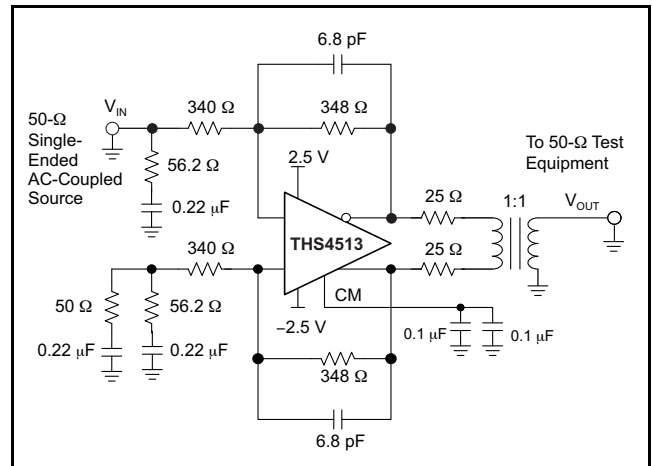 6.8 pF
50-Ω
Single-
Ended
AC-Coupled
Source
V_IN
340 Ω
348 Ω
56.2 Ω
0.22 μF
2.5 V
To 50-Ω Test
Equipment
25 Ω
1:1
V_OUT
THS4513
340 Ω
25 Ω
CM
50 Ω
56.2 Ω
−2.5 V
0.22 μF
0.22 μF
0.1 μF
0.1 μF
348 Ω
6.8 pF